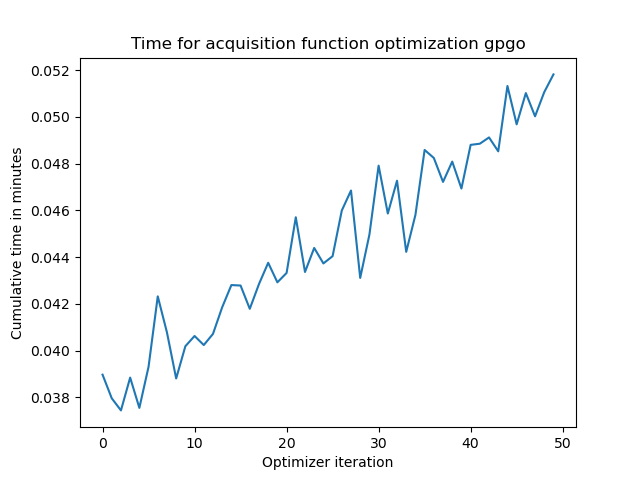 Time for acquisition function optimization gpgo
0.052
0.050
0.048
0.046
0.044
0.042
0.040
0.038
Cumulative time in minutes
0 10 20 30 40 50
Optimizer iteration